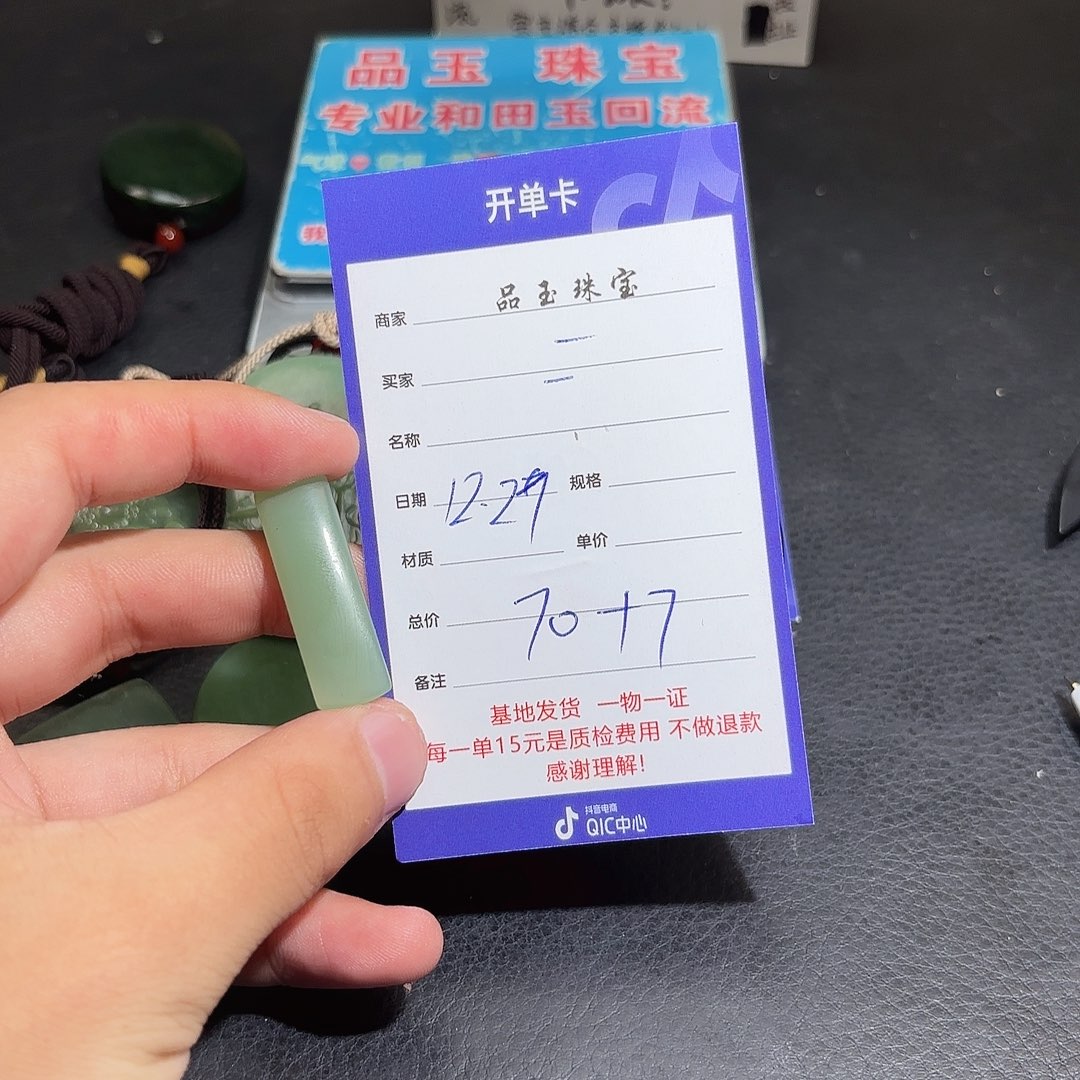 品玉 珠宝
专业和田玉回流
我
开单卡
商家 品玉珠宝
买家
名称
日期 12.29 规格
材质 单价
总价 70+7
备注
基地发货 一物一证
每一单15元是质检费用 不做退款
感谢理解!
抖音电商
QIC中心